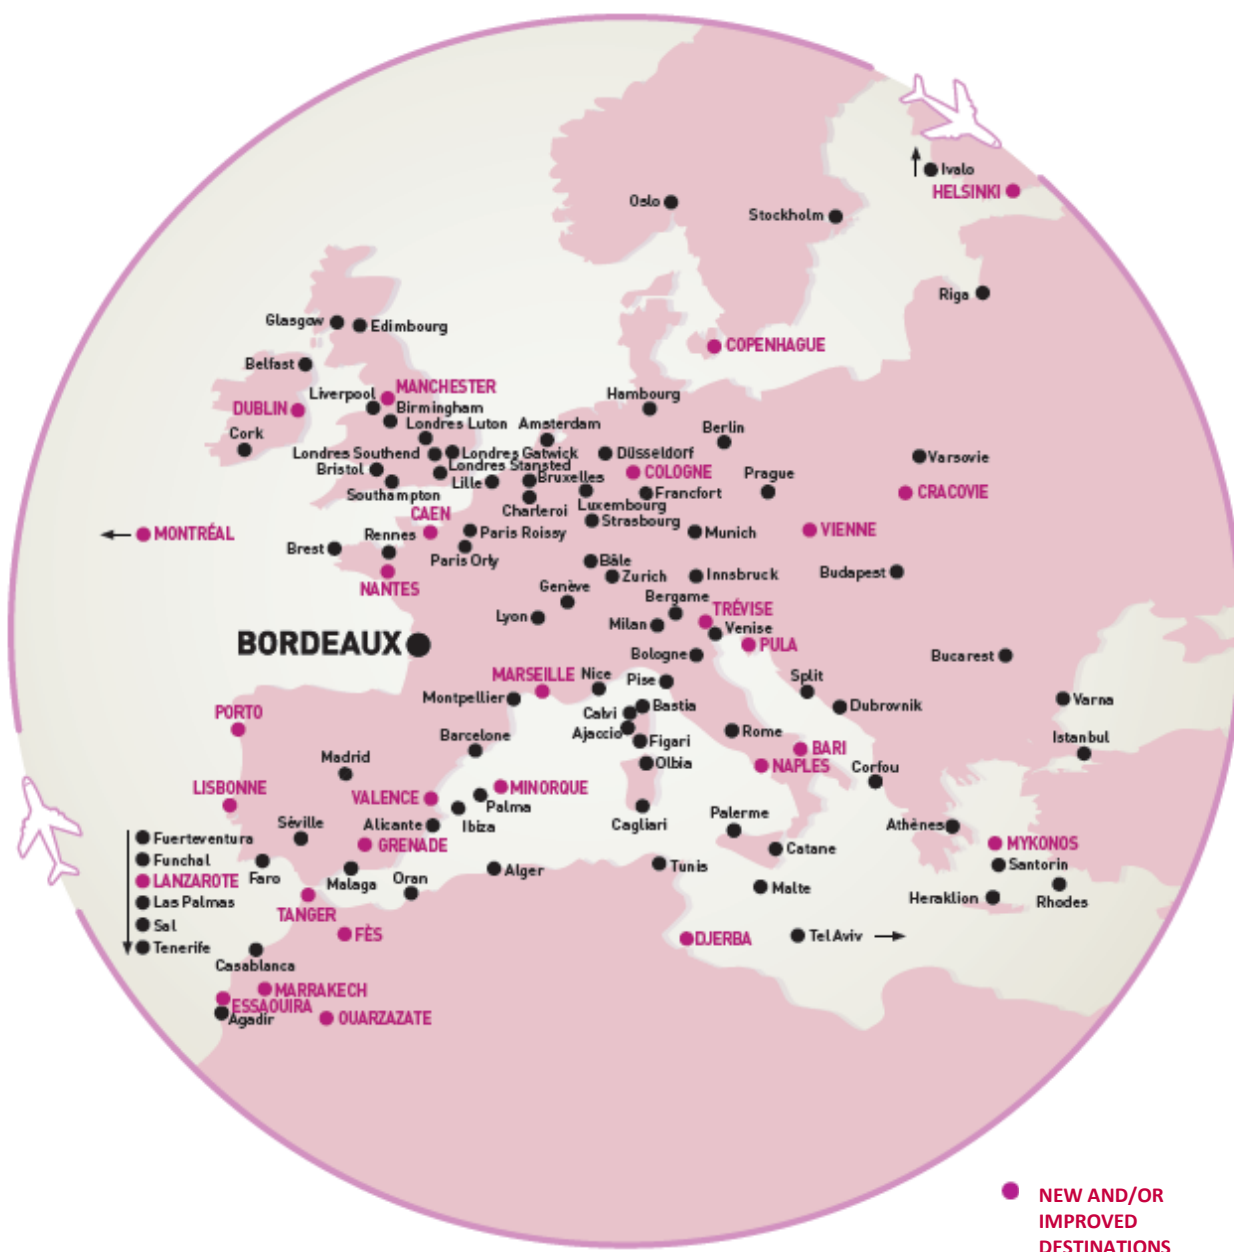 Ivalo
HELSINKI
Oslo
Stockholm
Riga
Glasgow
Edimbourg
COPENHAGUE
Belfast
MANCHESTER
Liverpool
Birmingham
Hambourg
DUBLIN
Londres Luton
Amsterdam
Berlin
Cork
Londres Southend
Londres Gatwick
Düsseldorf
Varsovie
Bristol
Londres Stansted
Bruxelles
COLOGNE
Prague
Southampton
Lille
Francfort
CRACOVIE
Charleroi
Luxembourg
CAEN
Strasbourg
MONTRÉAL
Rennes
Paris Roissy
Munich
VIENNE
Brest
Paris Orly
Bâle
NANTES
Genève
Zurich
Innsbruck
Budapest
Lyon
Bergame
TRÉVISE
Milan
Venise
BORDEAUX
PULA
Bologne
Bucarest
MARSEILLE
Nice
Pise
Split
Montpellier
Calvi
Bastia
Dubrovnik
Varna
PORTO
Ajaccio
Rome
Barcelone
Figari
BARI
Istanbul
Madrid
Olbia
NAPLES
Corfou
LISBONNE
VALENCE
MINORQUE
Palma
Ibiza
Cagliari
Palerme
Séville
Alicante
Athènes
Fuerteventura
GRENADE
Catane
MYKONOS
Funchal
Faro
Malaga
Oran
Alger
Tunis
Santorin
LANZAROTE
Malte
Las Palmas
TANGER
Heraklion
Rhodes
Sal
FÈS
DJERBA
Tel Aviv
Tenerife
Casablanca
MARRAKECH
ESSAOUIRA
Agadir
OUARZAZATE
NEW AND/OR
IMPROVED
DESTINATIONS